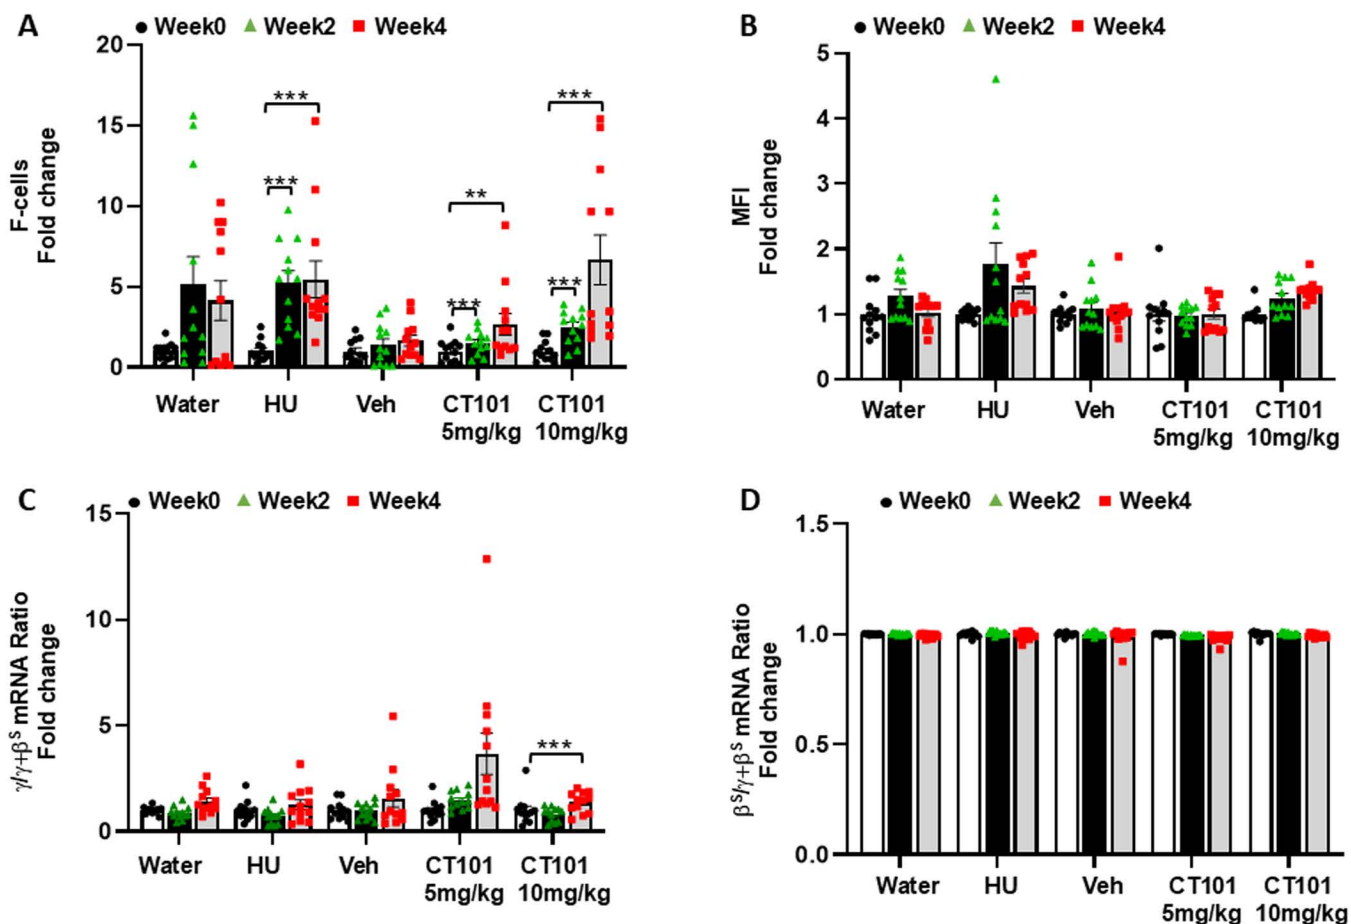 A
Week0 Week2 Week4
20
15
10
5
0
F-cells
Fold change
***
***
**
***
***
***
Water HU Veh CT101 CT101
5mg/kg 10mg/kg
B
Week0 Week2 Week4
5
4
3
2
1
0
MFI
Fold change
Water HU Veh CT101 CT101
5mg/kg 10mg/kg
C
Week0 Week2 Week4
15
10
5
0
γ/γ+βˢ mRNA Ratio
Fold change
***
Water HU Veh CT101 CT101
5mg/kg 10mg/kg
D
Week0 Week2 Week4
1.5
1.0
0.5
0.0
βˢ/γ+βˢ mRNA Ratio
Fold change
Water HU Veh CT101 CT101
5mg/kg 10mg/kg